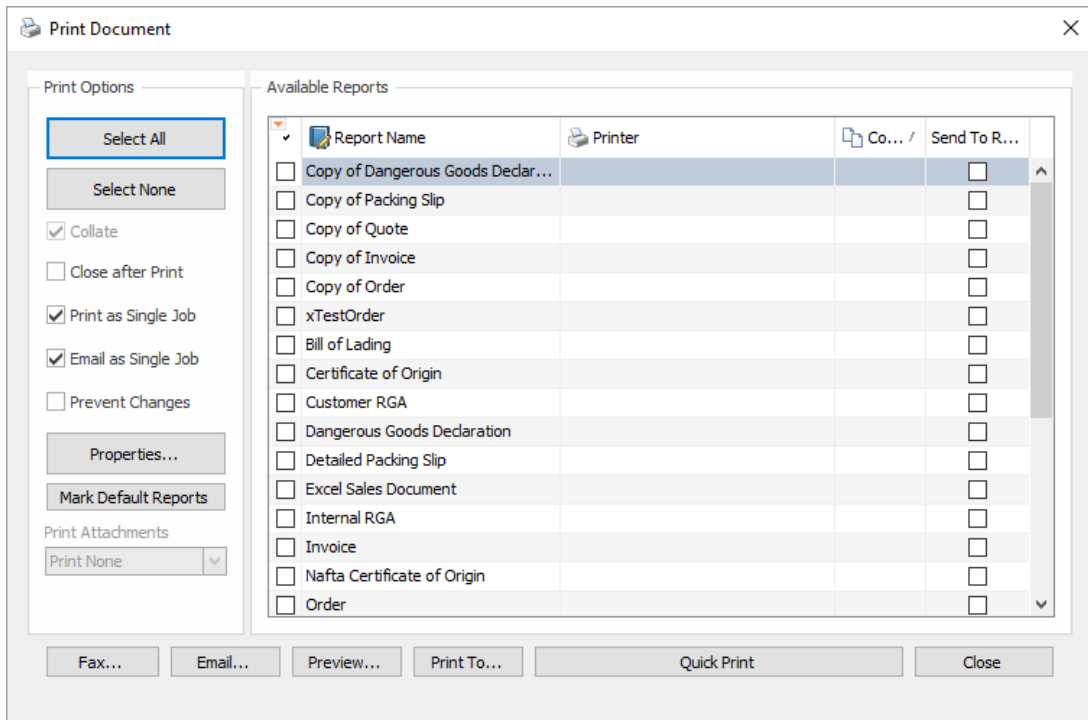 Print Document
Print Options
Select All
Select None
Collate
Close after Print
Print as Single Job
Email as Single Job
Prevent Changes
Properties...
Mark Default Reports
Print Attachments
Print None
Available Reports
Report Name Printer Co... Send To R...
Copy of Dangerous Goods Declar...
Copy of Packing Slip
Copy of Quote
Copy of Invoice
Copy of Order
xTestOrder
Bill of Lading
Certificate of Origin
Customer RGA
Dangerous Goods Declaration
Detailed Packing Slip
Excel Sales Document
Internal RGA
Invoice
Nafta Certificate of Origin
Order
Fax... Email... Preview... Print To... Quick Print Close